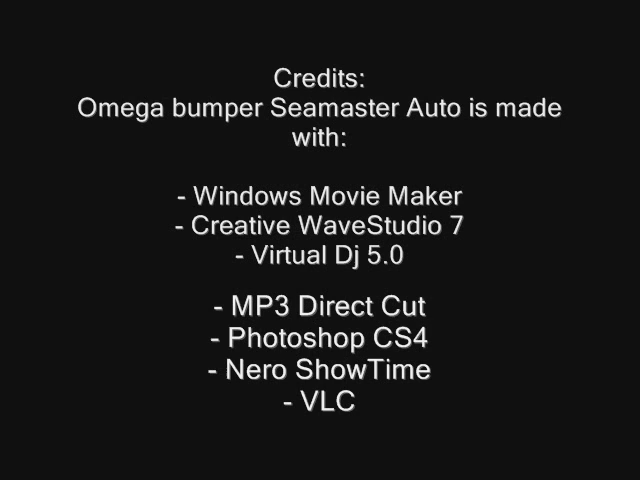 Credits:
Omega bumper Seamaster Auto is made
with:
- Windows Movie Maker
- Creative WaveStudio 7
- Virtual Dj 5.0
- MP3 Direct Cut
- Photoshop CS4
- Nero ShowTime
- VLC